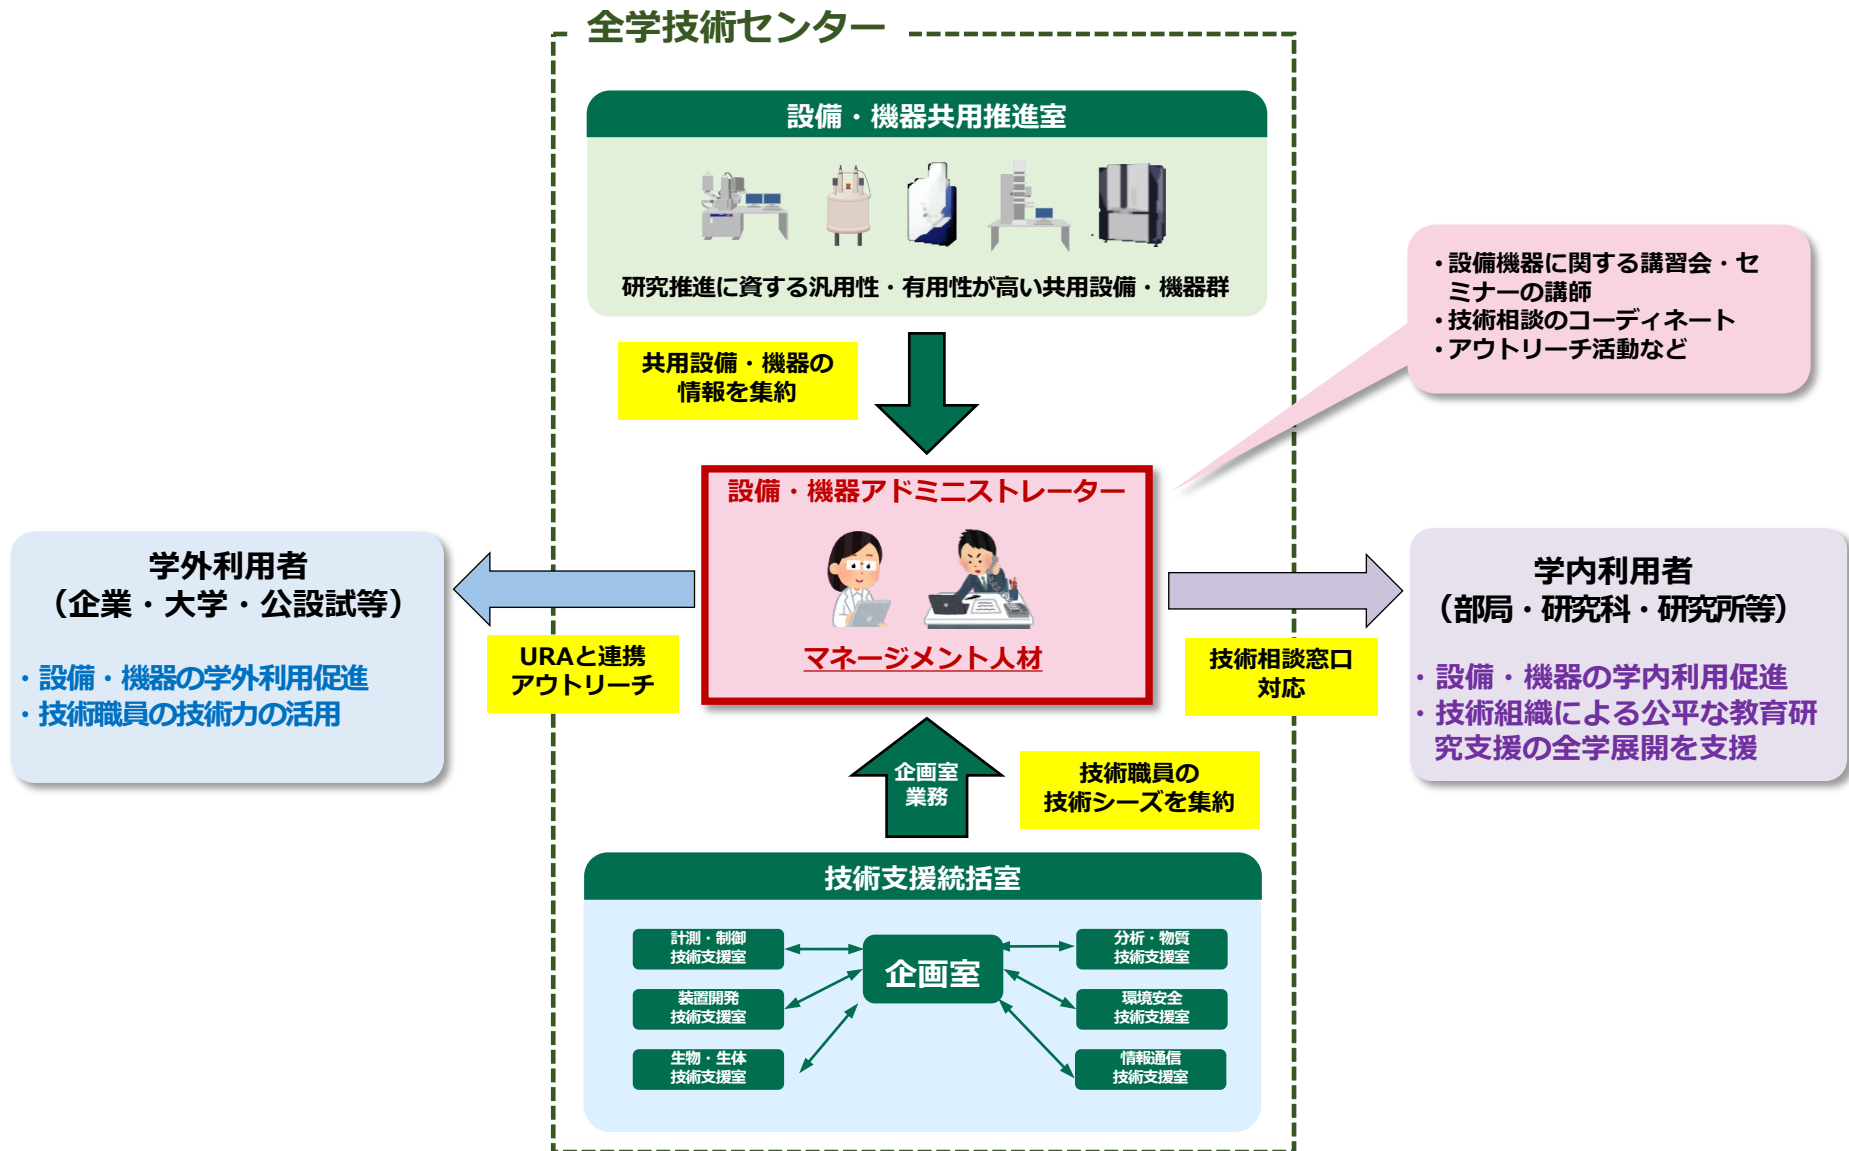 全学技術センター
設備・機器共用推進室
研究推進に資する汎用性・有用性が高い共用設備・機器群
共用設備・機器の
情報を集約
・設備機器に関する講習会・セ
ミナーの講師
・技術相談のコーディネート
・アウトリーチ活動など
設備・機器アドミニストレーター
マネージメント人材
学外利用者
（企業・大学・公設試等）
・設備・機器の学外利用促進
・技術職員の技術力の活用
URAと連携
アウトリーチ
技術相談窓口
対応
学内利用者
（部局・研究科・研究所等）
・設備・機器の学内利用促進
・技術組織による公平な教育研
究支援の全学展開を支援
企画室
業務
技術職員の
技術シーズを集約
技術支援統括室
計測・制御
技術支援室
装置開発
技術支援室
生物・生体
技術支援室
企画室
分析・物質
技術支援室
環境安全
技術支援室
情報通信
技術支援室